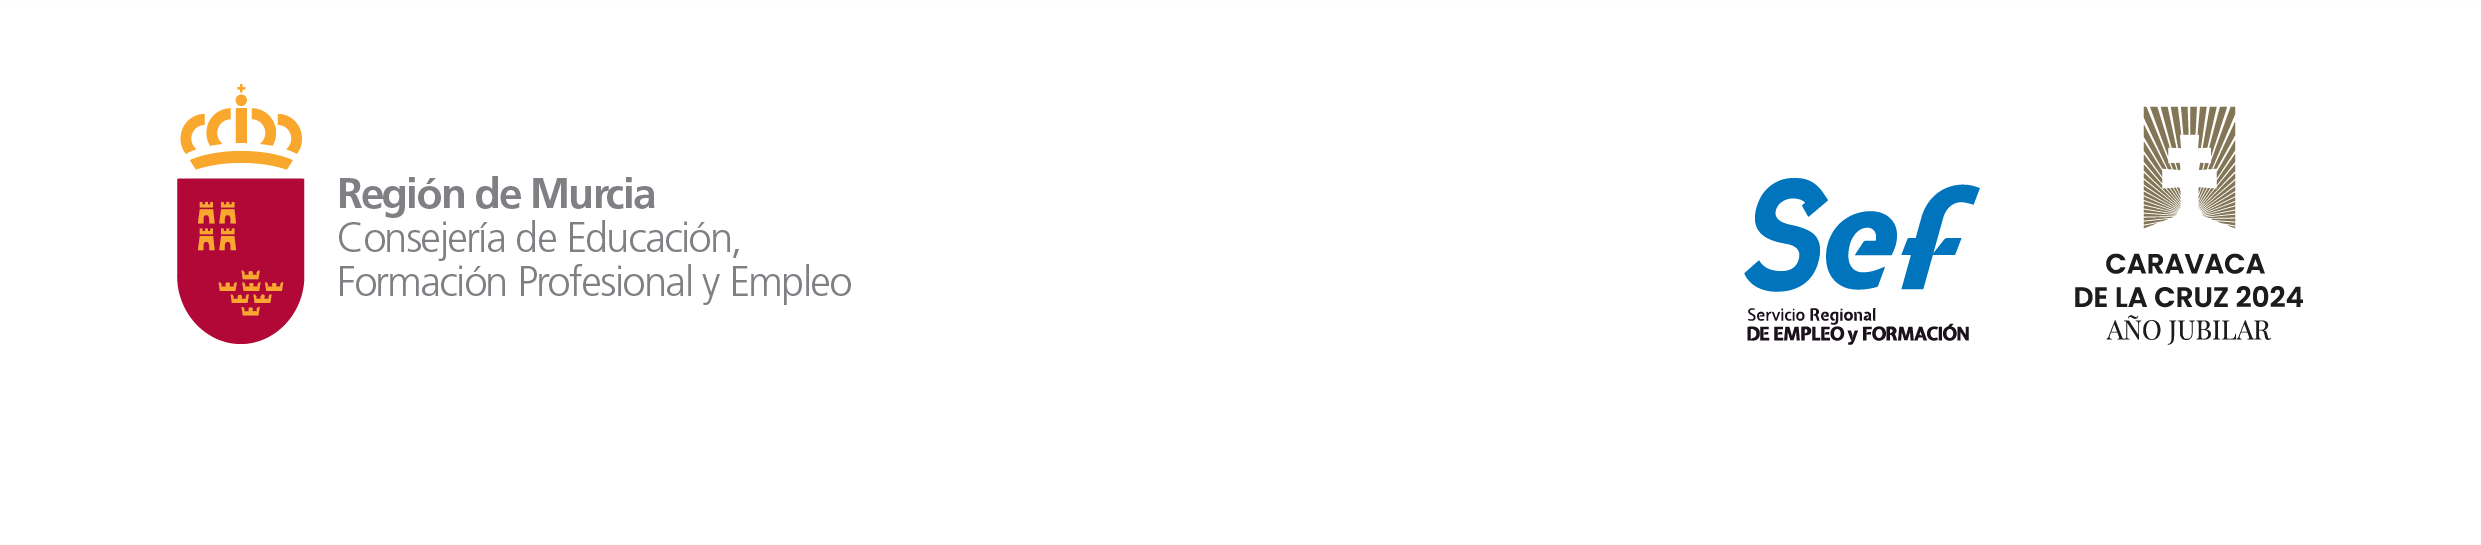 Región de Murcia
Consejería de Educación,
Formación Profesional y Empleo
Sef
Servicio Regional
DE EMPLEO y FORMACIÓN
CARAVACA
DE LA CRUZ 2024
AÑO JUBILAR